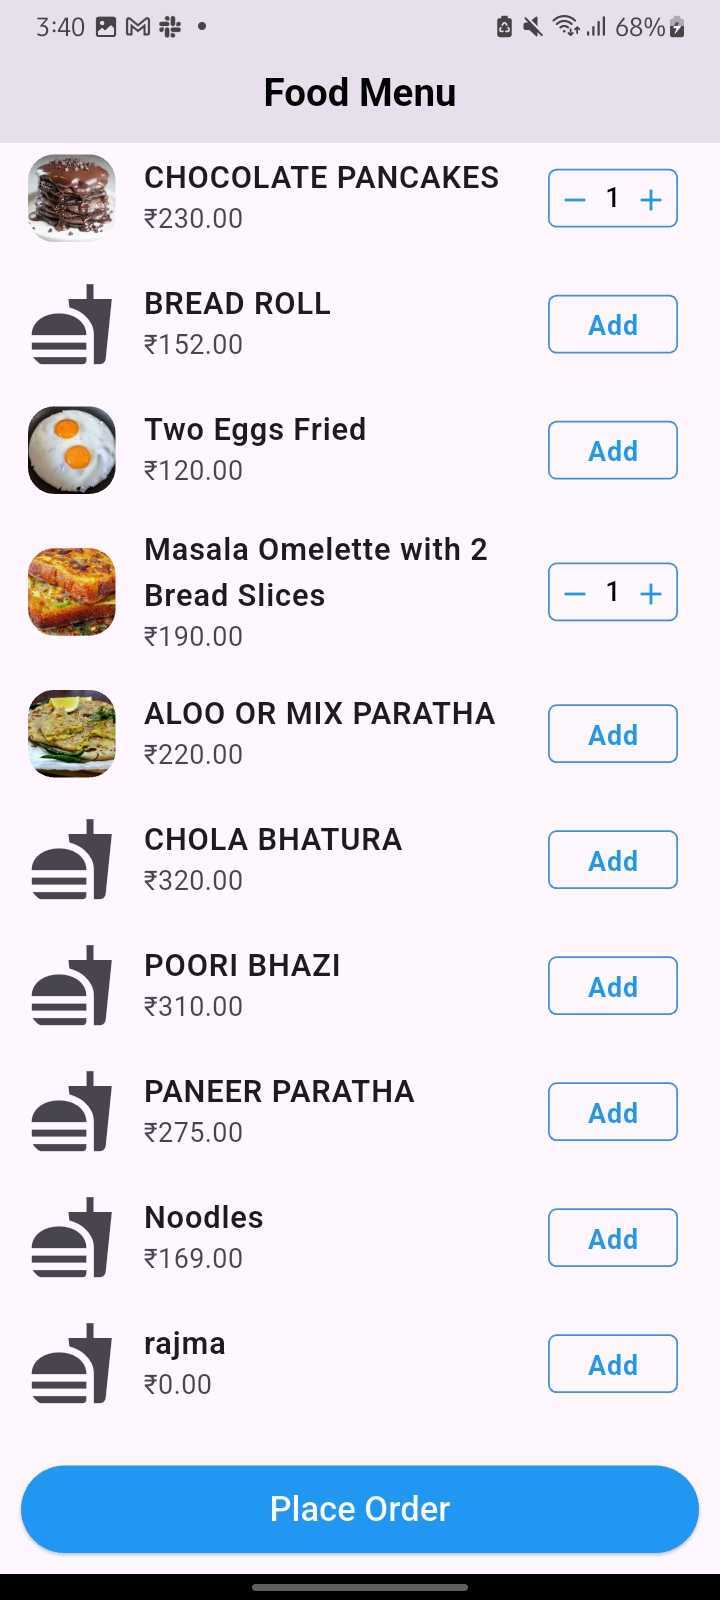 3:40
68%
Food Menu
CHOCOLATE PANCAKES
₹230.00
1
BREAD ROLL
₹152.00
Add
Two Eggs Fried
₹120.00
Add
Masala Omelette with 2
Bread Slices
₹190.00
1
ALOO OR MIX PARATHA
₹220.00
Add
CHOLA BHATURA
₹320.00
Add
POORI BHAZI
₹310.00
Add
PANEER PARATHA
₹275.00
Add
Noodles
₹169.00
Add
rajma
₹0.00
Add
Place Order